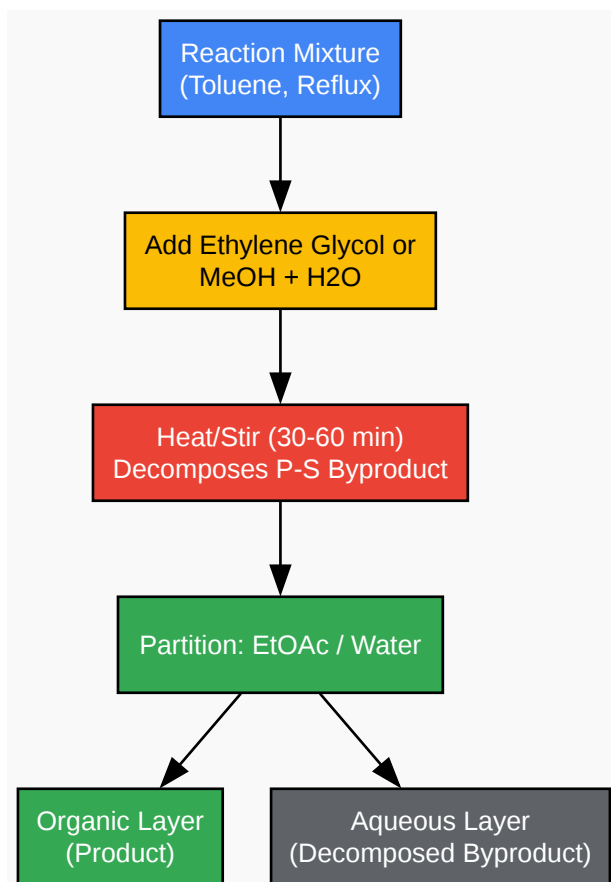 Reaction Mixture
(Toluene, Reflux)
Add Ethylene Glycol or
MeOH + H2O
Heat/Stir (30-60 min)
Decomposes P-S Byproduct
Partition: EtOAc / Water
Organic Layer
(Product)
Aqueous Layer
(Decomposed Byproduct)